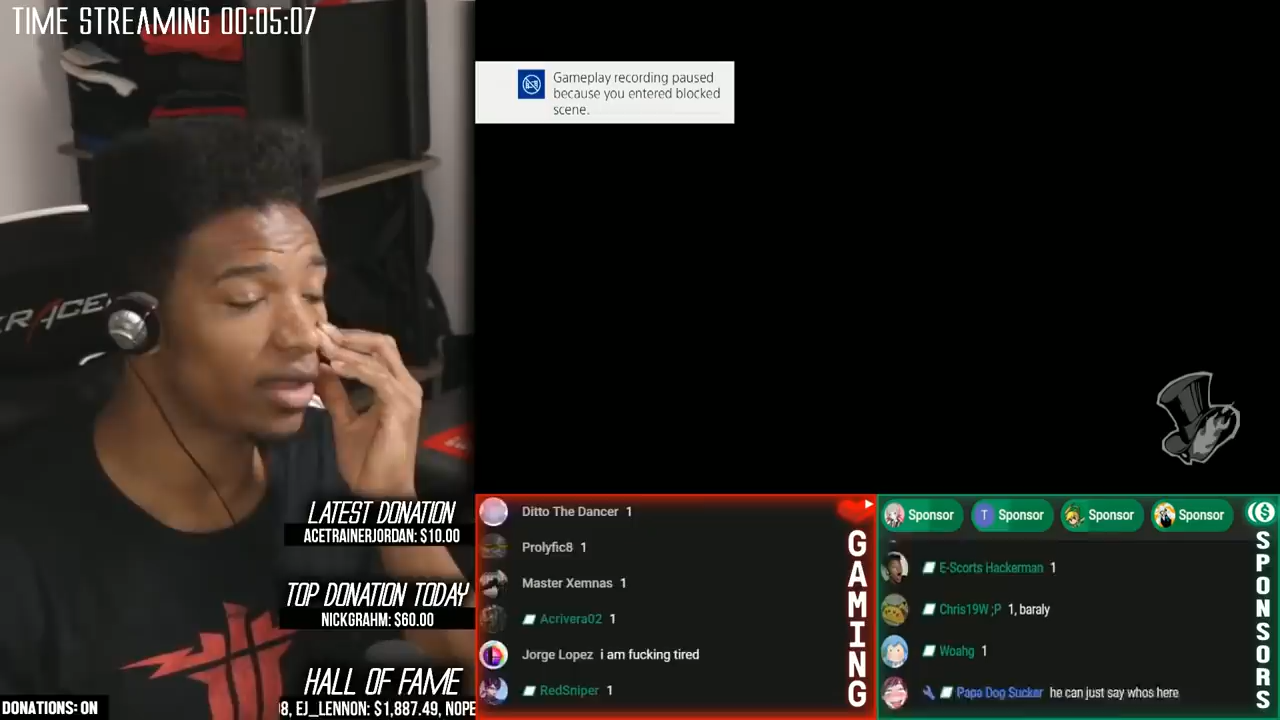 TIME STREAMING 00:05:07
Gameplay recording paused
because you entered blocked
scene.
RACE
LATEST DONATION
ACETRAINERJORDAN: $10.00
TOP DONATION TODAY
NICKGRAHM: $60.00
HALL OF FAME
8, EJ_LENNON: $1,887.49, NOPE
DONATIONS: ON
Ditto The Dancer 1
Prolyfic8 1
Master Xemnas 1
Acrivera02 1
Jorge Lopez i am fucking tired
RedSniper 1
GAMING
Sponsor T Sponsor Sponsor Sponsor
E-Scorts Hackerman 1
Chris19W ;P 1, baraly
Woahg 1
Papa Dog Sucker he can just say whos here
SPONSORS